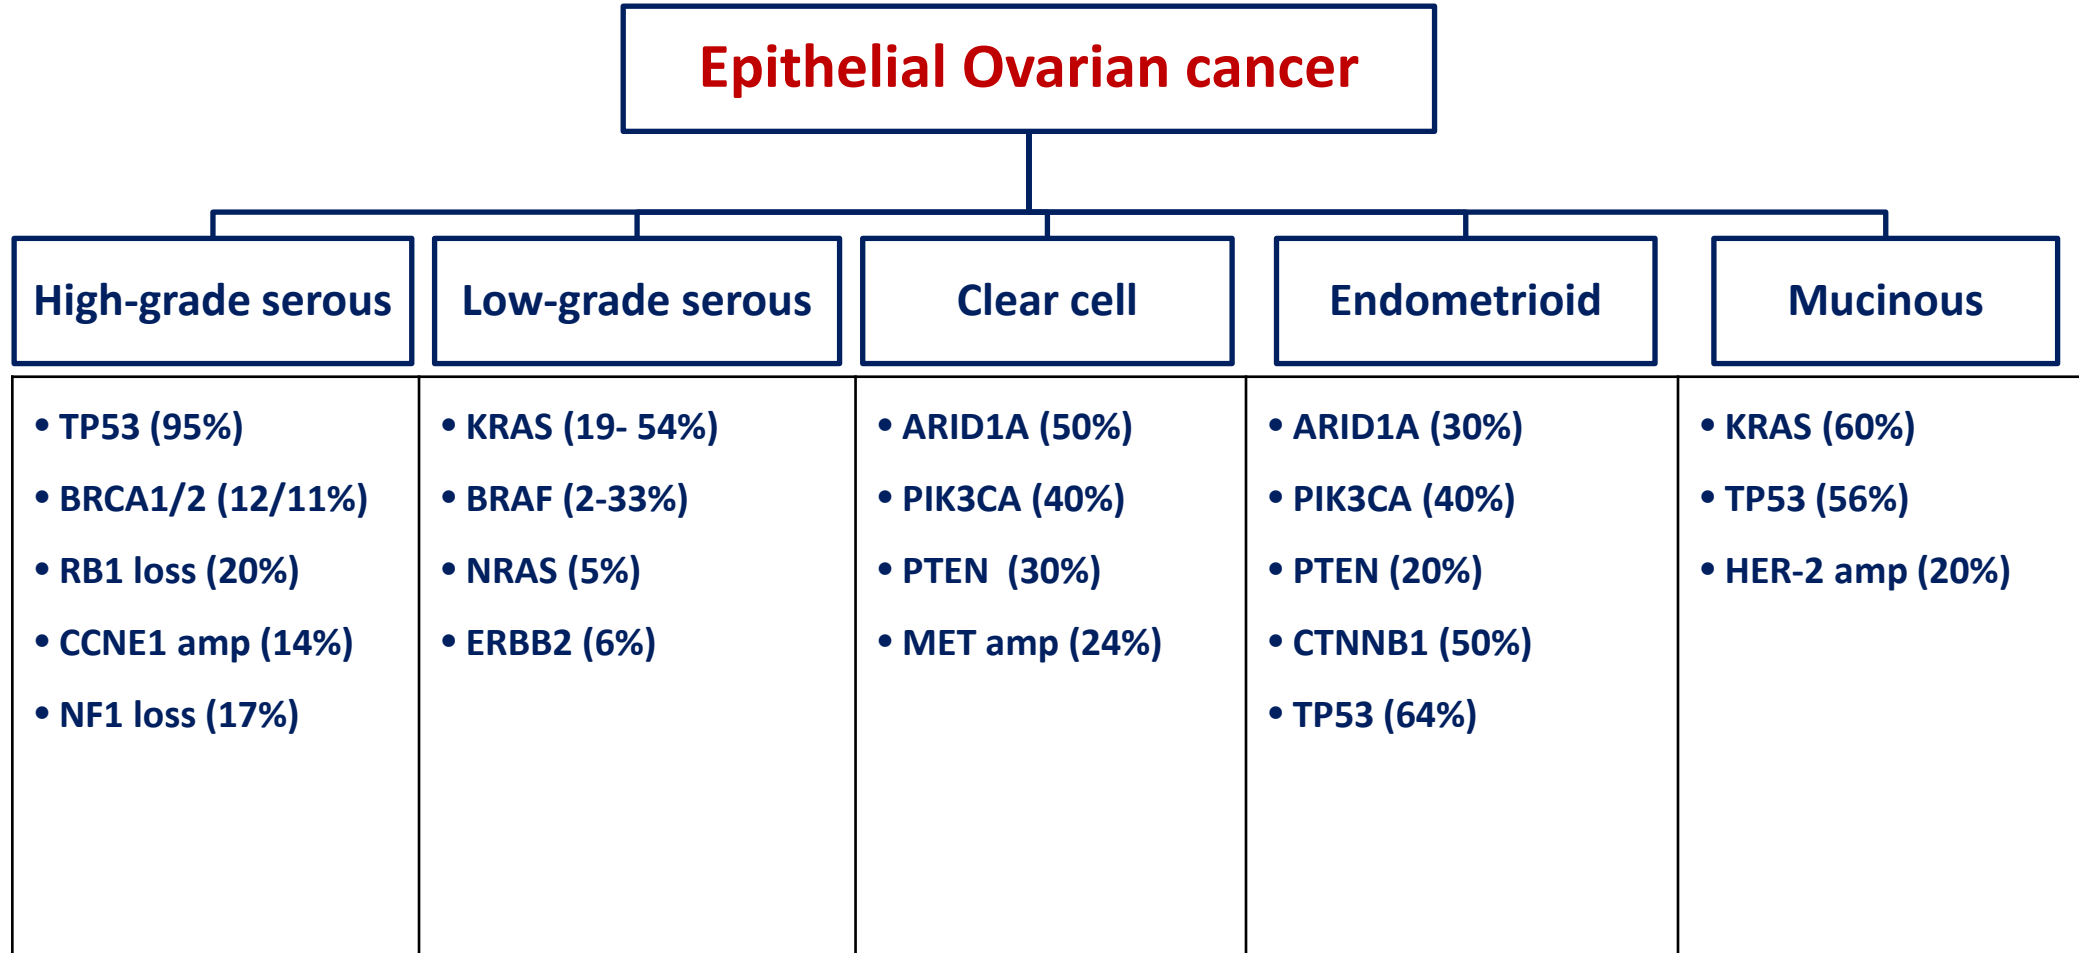 Epithelial Ovarian cancer
High-grade serous
Low-grade serous
Clear cell
Endometrioid
Mucinous
• TP53 (95%)
• BRCA1/2 (12/11%)
• RB1 loss (20%)
• CCNE1 amp (14%)
• NF1 loss (17%)
• KRAS (19- 54%)
• BRAF (2-33%)
• NRAS (5%)
• ERBB2 (6%)
• ARID1A (50%)
• PIK3CA (40%)
• PTEN  (30%)
• MET amp (24%)
• ARID1A (30%)
• PIK3CA (40%)
• PTEN (20%)
• CTNNB1 (50%)
• TP53 (64%)
• KRAS (60%)
• TP53 (56%)
• HER-2 amp (20%)